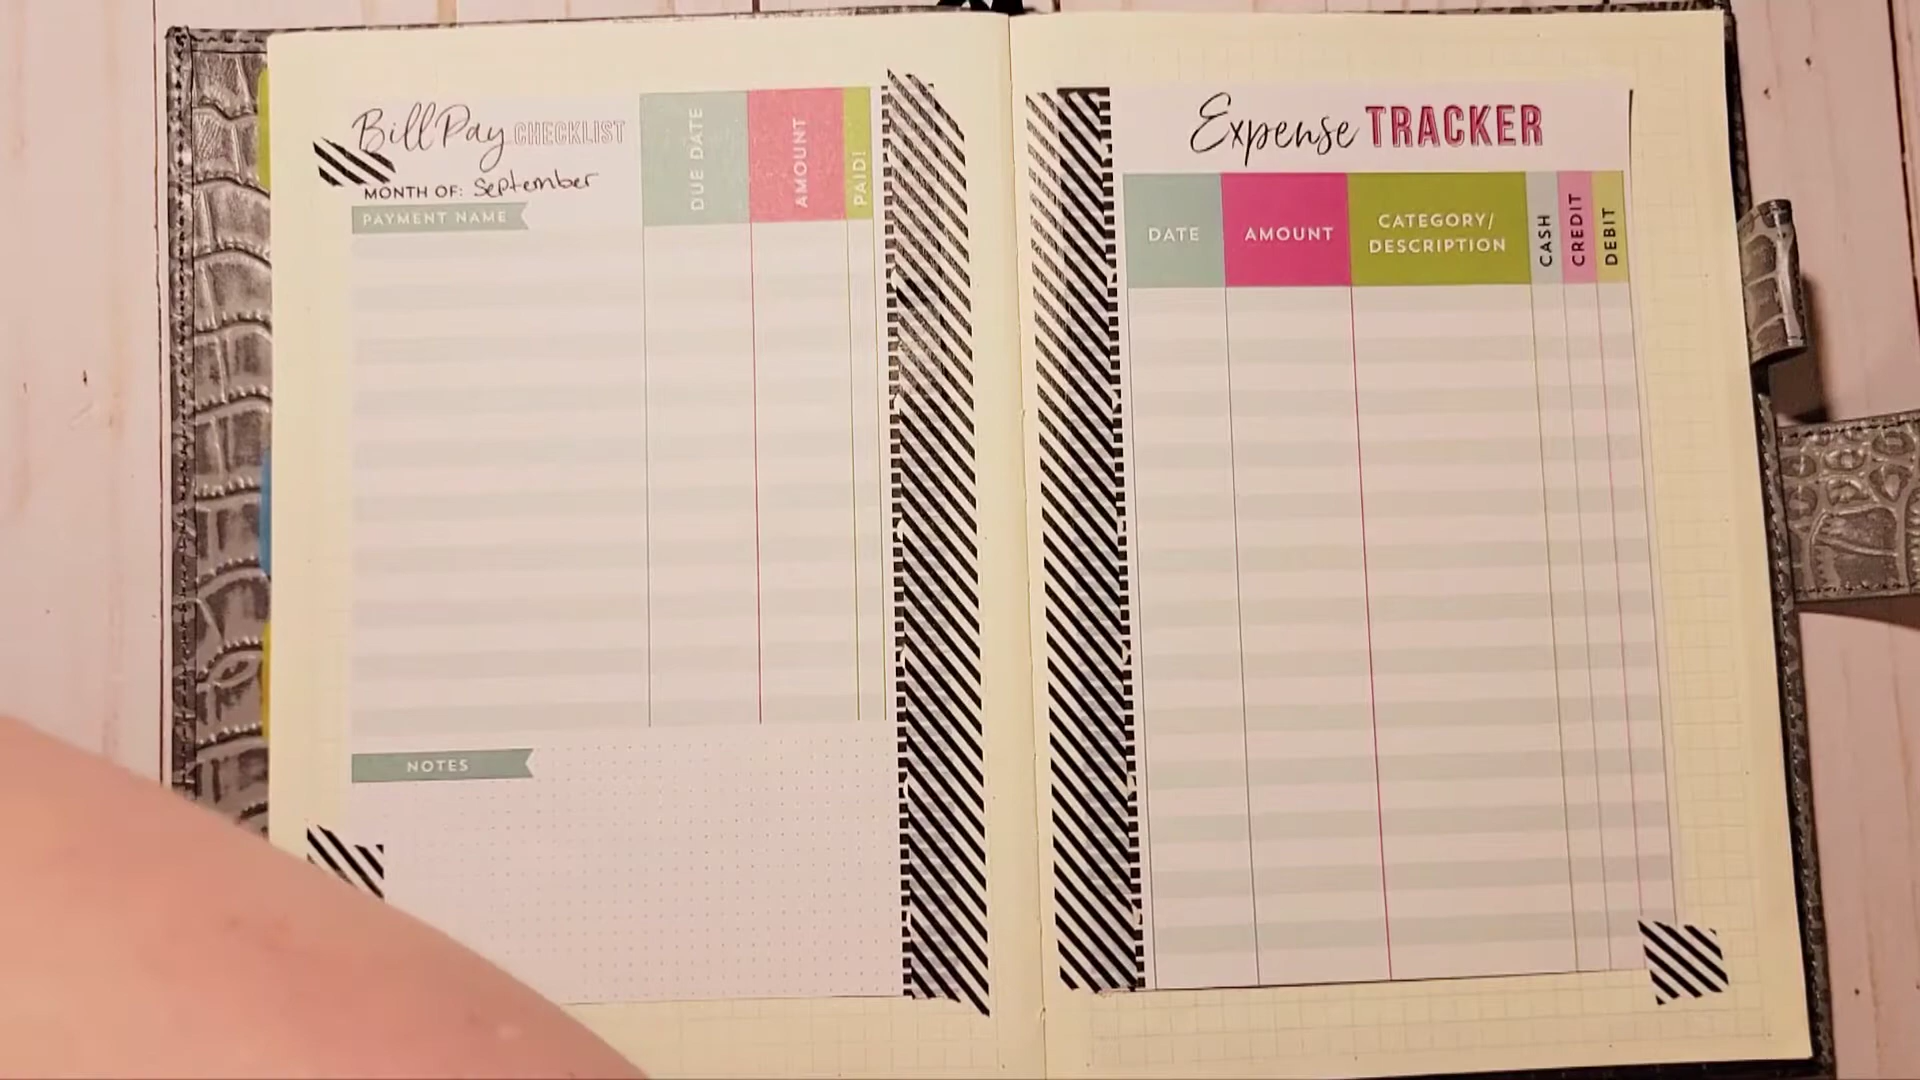 Bill Pay CHECKLIST
MONTH OF: September
PAYMENT NAME
DUE DATE
AMOUNT
PAID!
NOTES
Expense TRACKER
DATE
AMOUNT
CATEGORY/
DESCRIPTION
CASH
CREDIT
DEBIT